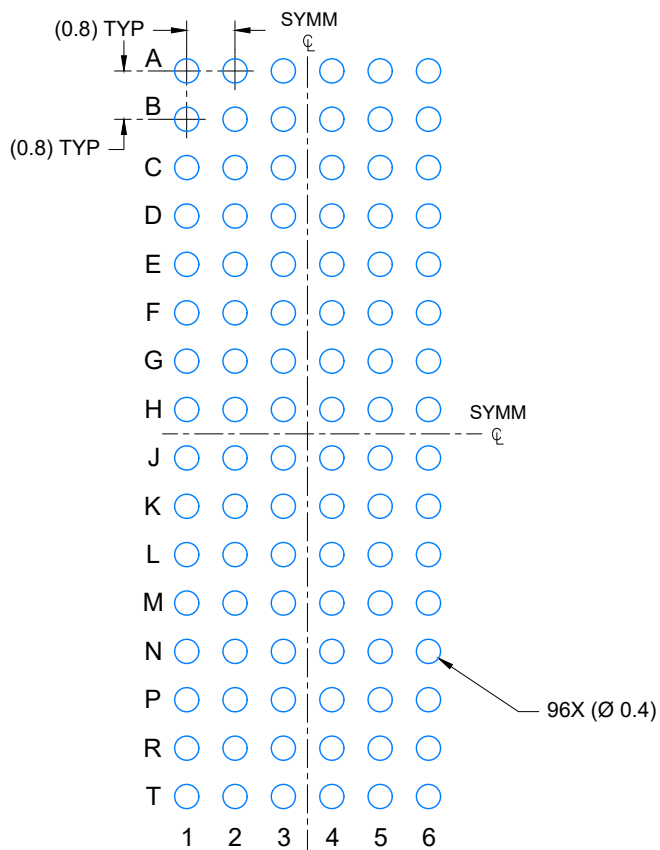 (0.8) TYP
SYMM
℄
A
B
(0.8) TYP
C
D
E
F
G
H
SYMM
℄
J
K
L
M
N
P
96X (Ø 0.4)
R
T
1 2 3 4 5 6